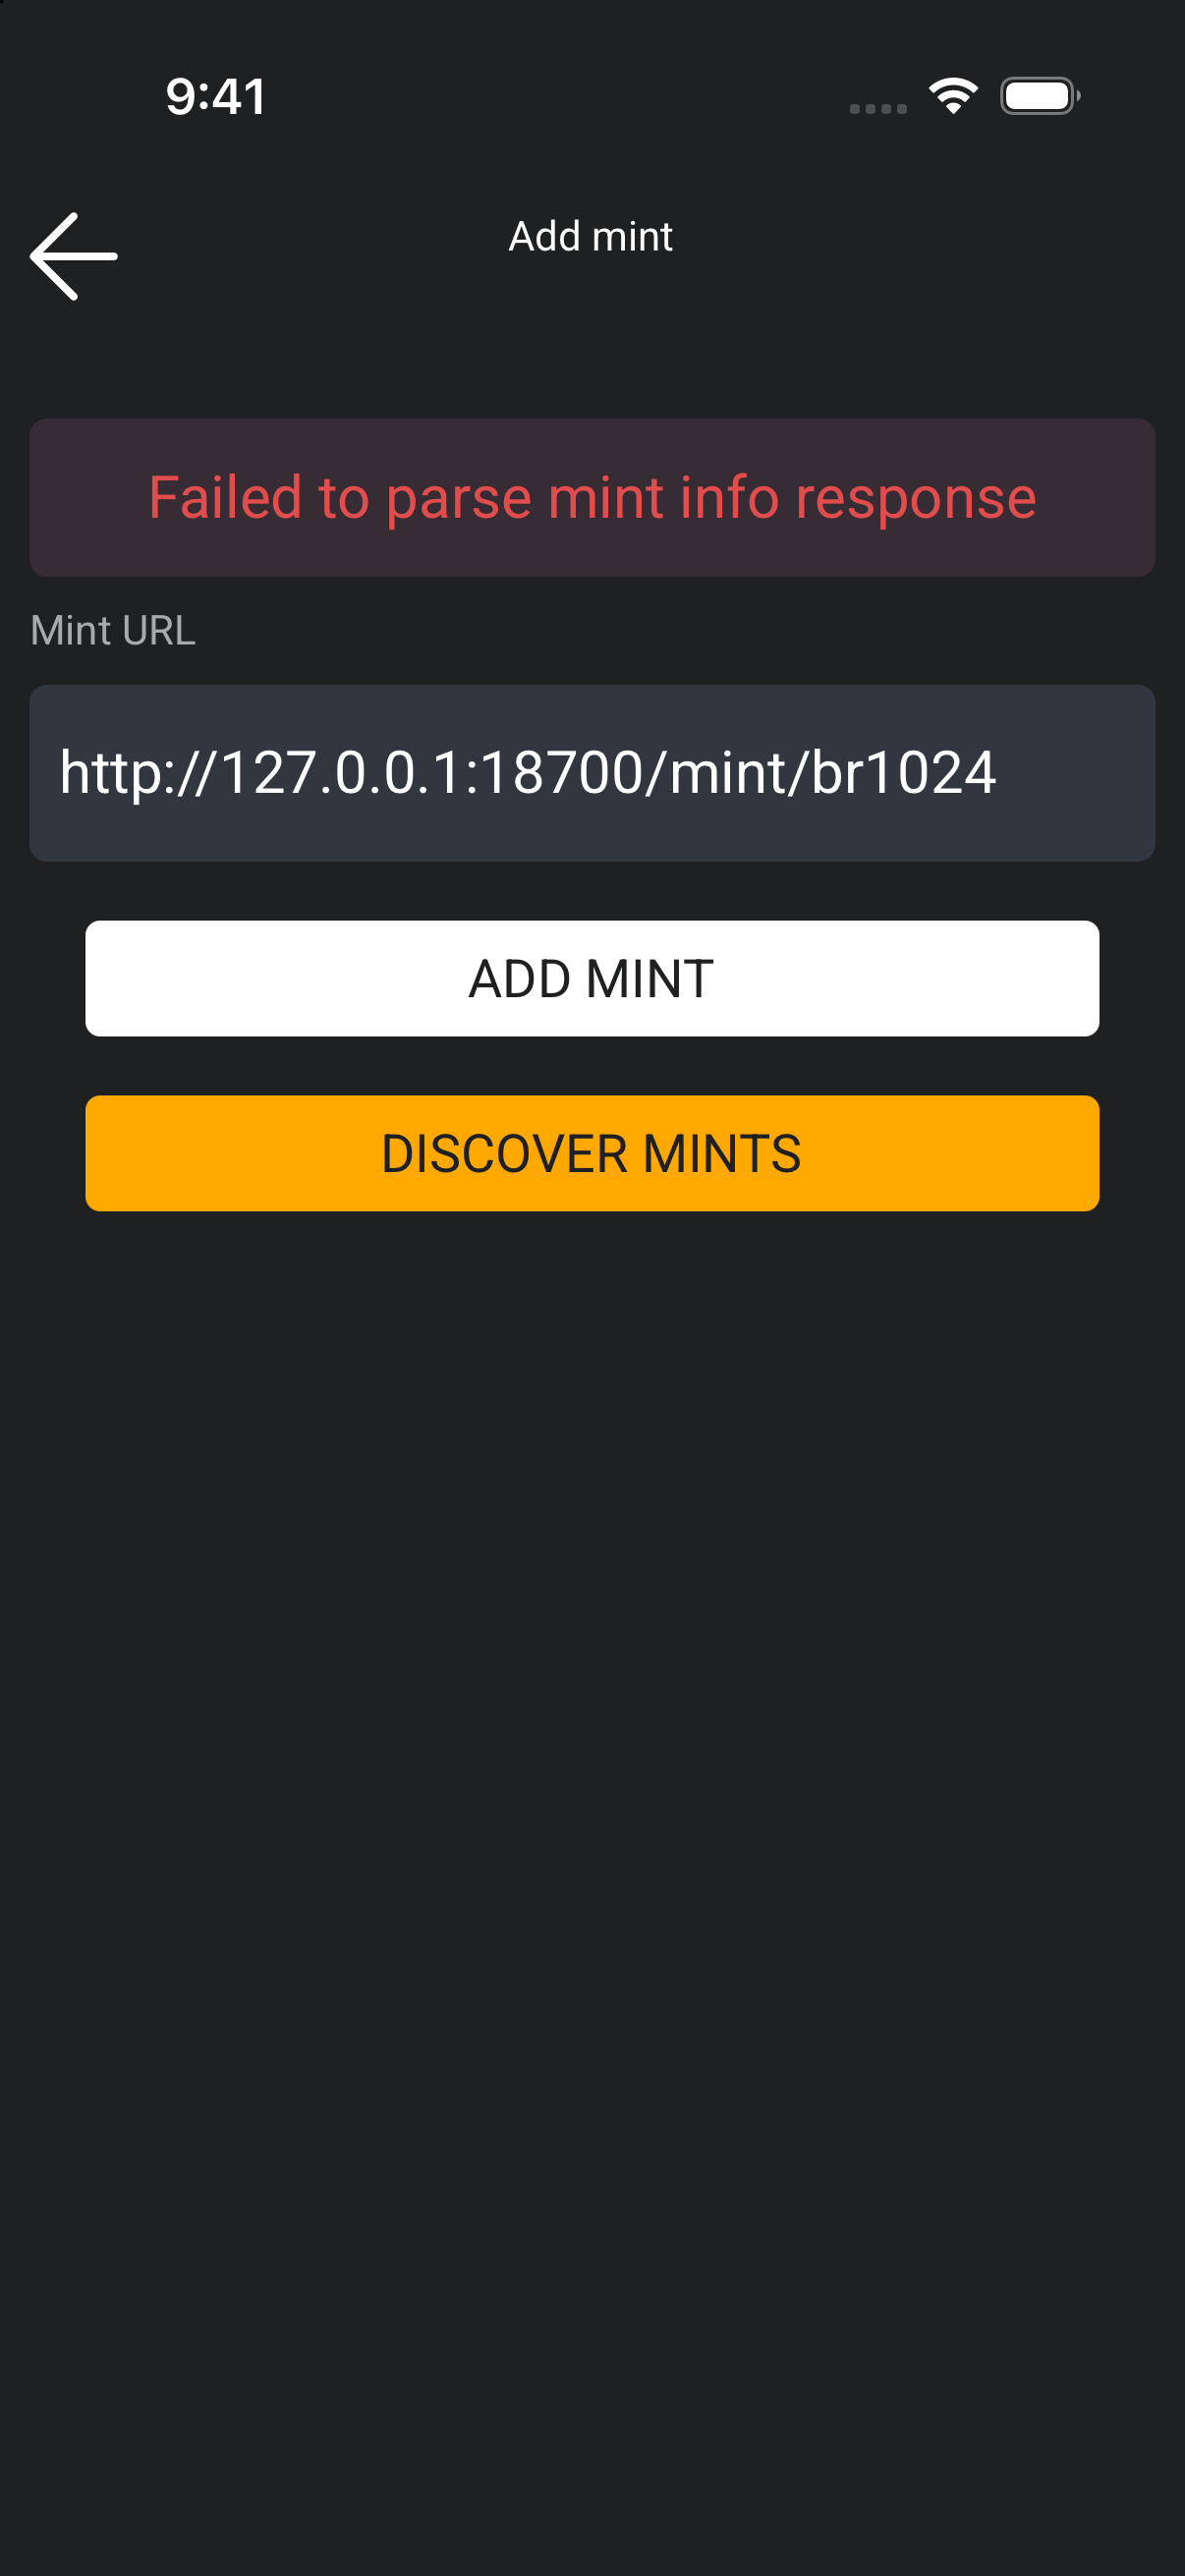 9:41
Add mint
Failed to parse mint info response
Mint URL
http://127.0.0.1:18700/mint/br1024
ADD MINT
DISCOVER MINTS